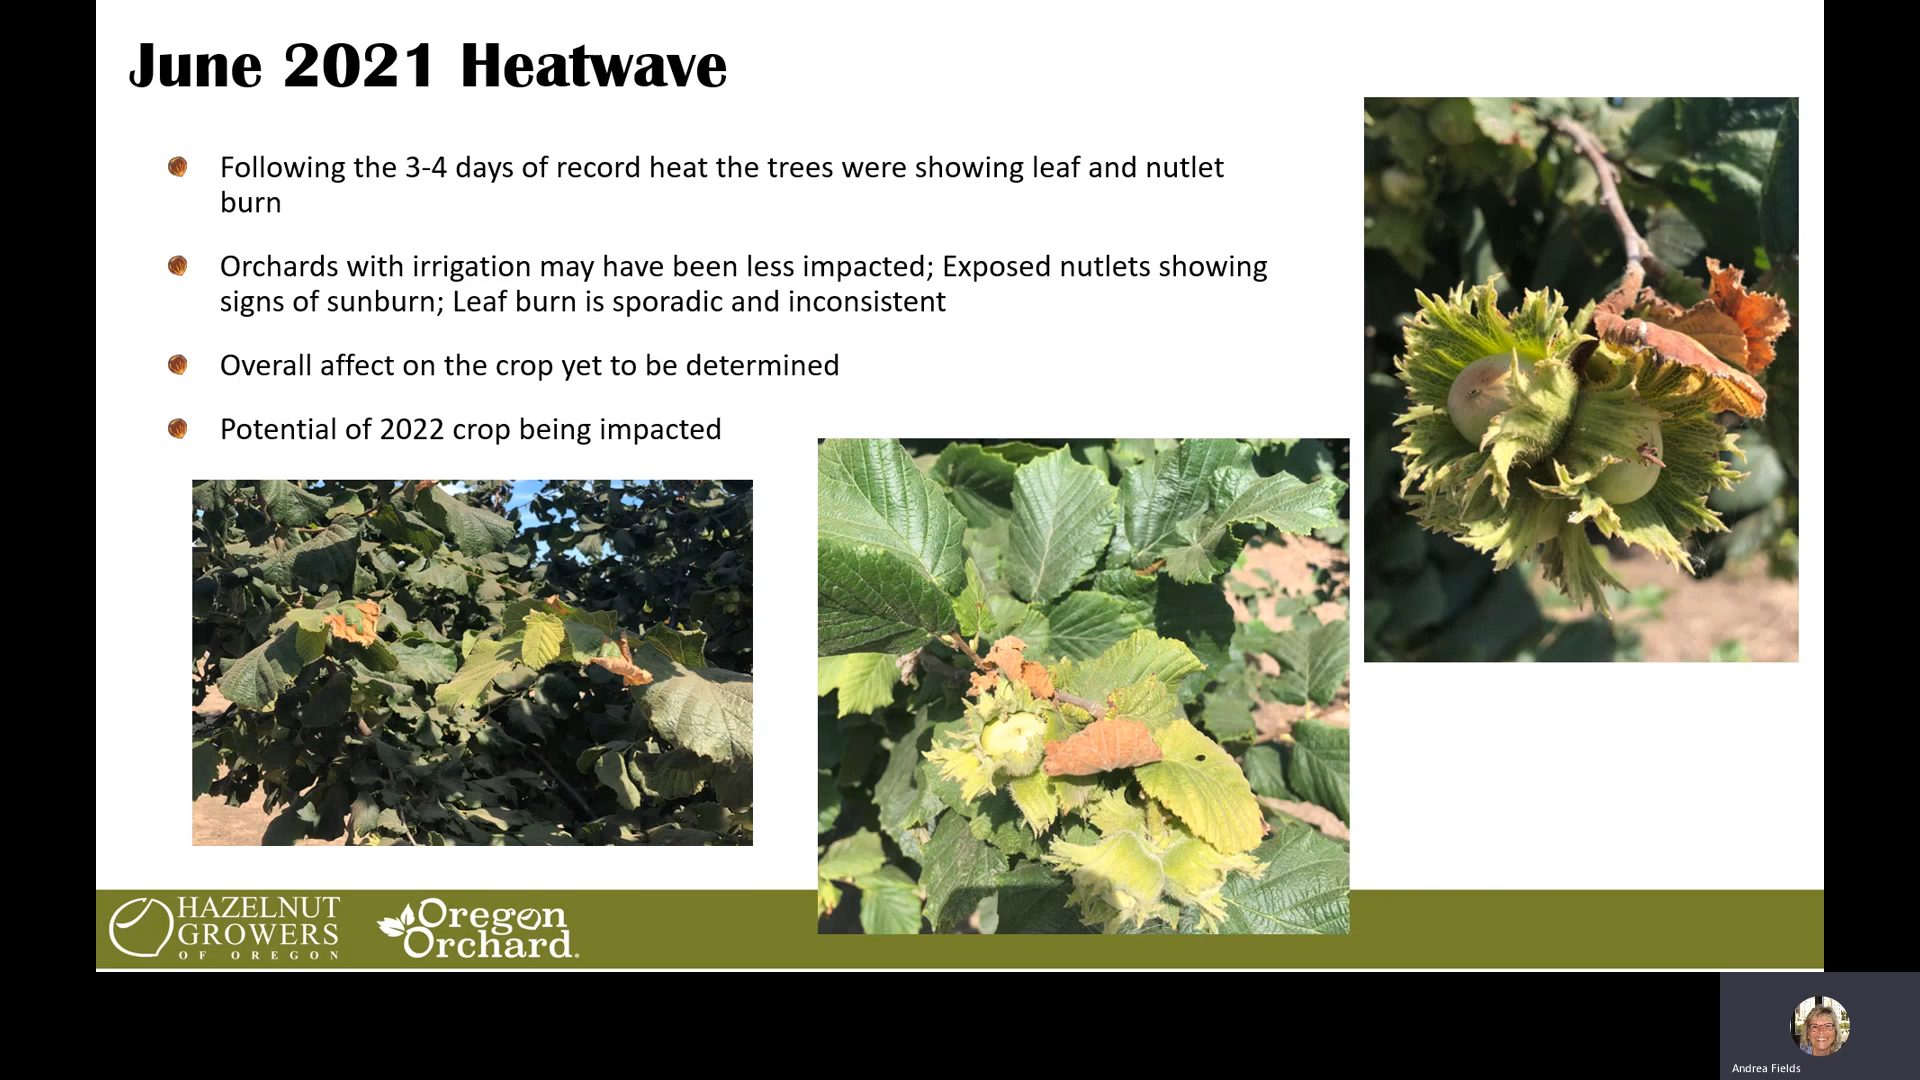 June 2021 Heatwave
Following the 3-4 days of record heat the trees were showing leaf and nutlet
burn
Orchards with irrigation may have been less impacted; Exposed nutlets showing
signs of sunburn; Leaf burn is sporadic and inconsistent
Overall affect on the crop yet to be determined
Potential of 2022 crop being impacted
HAZELNUT
GROWERS
OF OREGON
Oregon
Orchard®
Andrea Fields